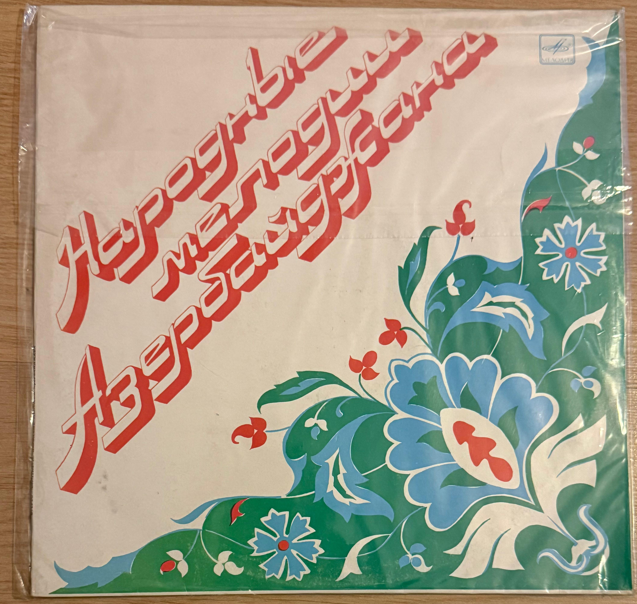 Народные
мелодии
Азербайджана